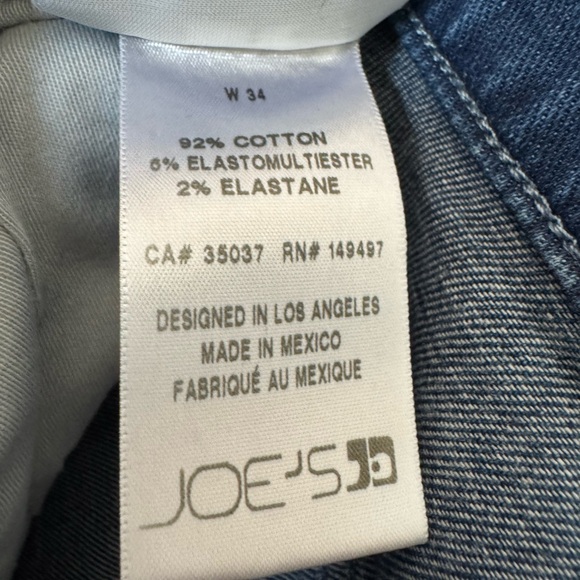 W 34
92% COTTON
6% ELASTOMULTIESTER
2% ELASTANE
CA# 35037 RN# 149497
DESIGNED IN LOS ANGELES
MADE IN MEXICO
FABRIQUÉ AU MEXIQUE
JOE'S